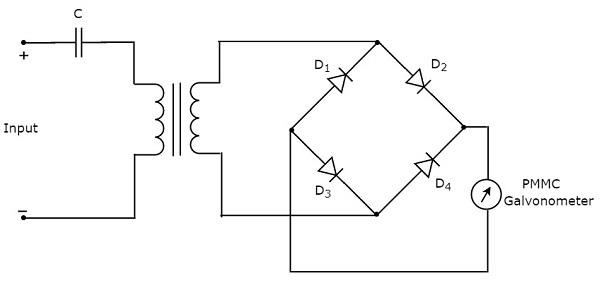 C
+
Input
−
D1
D2
D3
D4
PMMC
Galvonometer